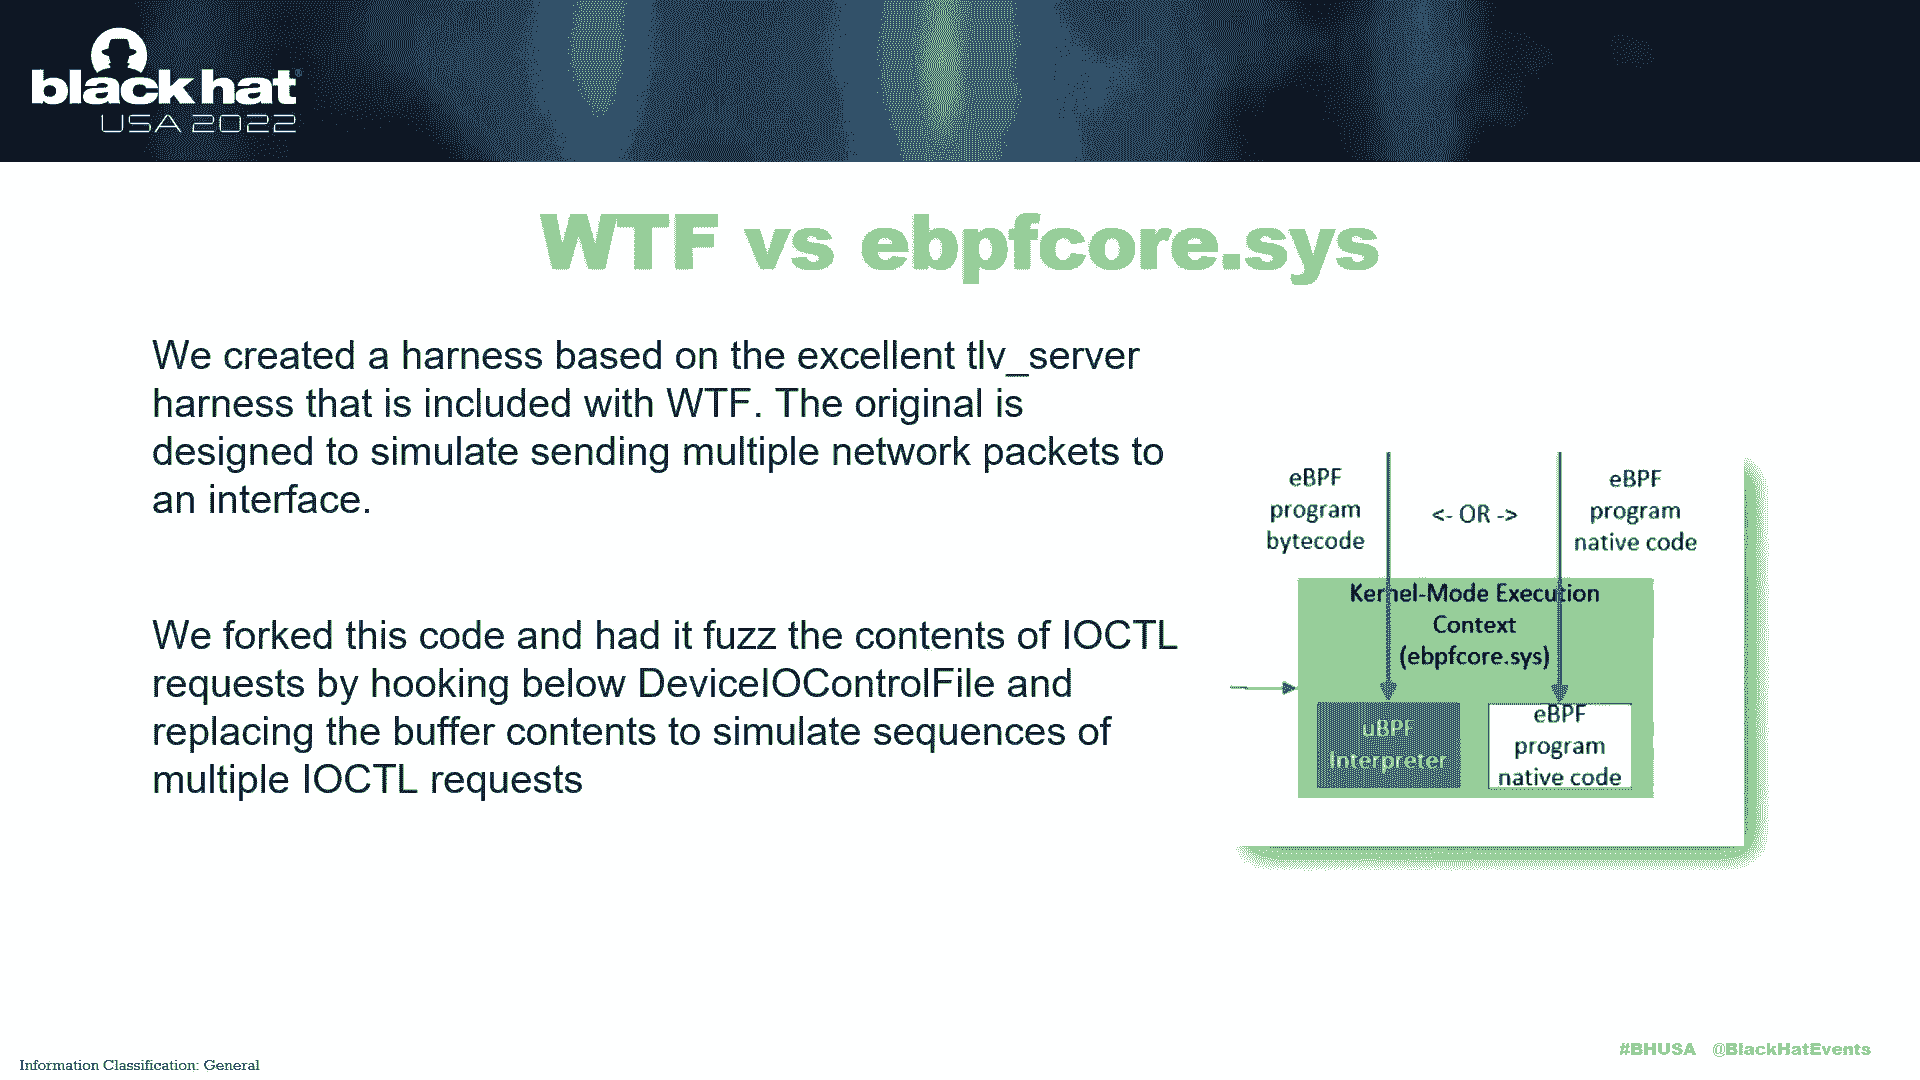 black hat
USA 2022
WTF vs ebpfcore.sys
We created a harness based on the excellent tlv_server
harness that is included with WTF. The original is
designed to simulate sending multiple network packets to
an interface.
We forked this code and had it fuzz the contents of IOCTL
requests by hooking below DeviceIOControlFile and
replacing the buffer contents to simulate sequences of
multiple IOCTL requests
eBPF
program
bytecode
<- OR ->
eBPF
program
native code
Kernel-Mode Execution
Context
(ebpfcore.sys)
uBPF
Interpreter
eBPF
program
native code
Information Classification: General
#BHUSA @BlackHatEvents